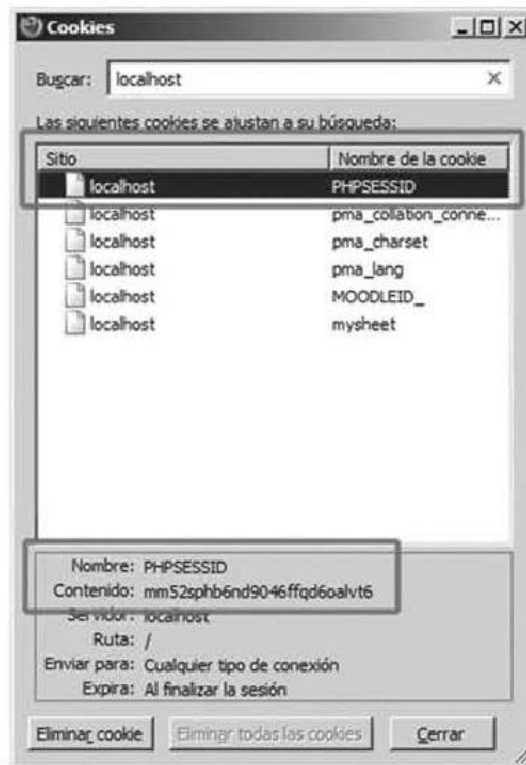 Cookies
Buscar: localhost
Las siguientes cookies se ajustan a su búsqueda:
Sitio Nombre de la cookie
localhost PHPSESSID
localhost pma_collation_conne...
localhost pma_charset
localhost pma_lang
localhost MOODLEID_
localhost mysheet
Nombre: PHPSESSID
Contenido: mm52sphb6nd9046ffqd6oalvt6
Servidor: localhost
Ruta: /
Enviar para: Cualquier tipo de conexión
Expira: Al finalizar la sesión
Eliminar cookie Eliminar todas las cookies Cerrar